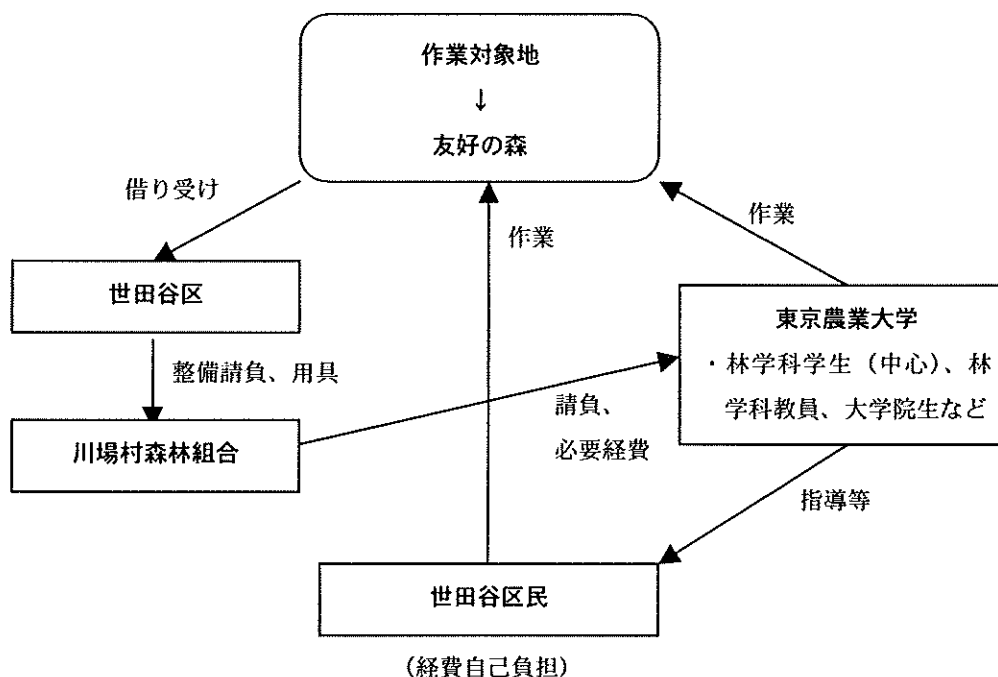 作業対象地
↓
友好の森
借り受け
作業
作業
世田谷区
東京農業大学
・林学科学生（中心）、林
学科教員、大学院生など
整備請負、用具
川場村森林組合
請負、
必要経費
指導等
世田谷区民
（経費自己負担）